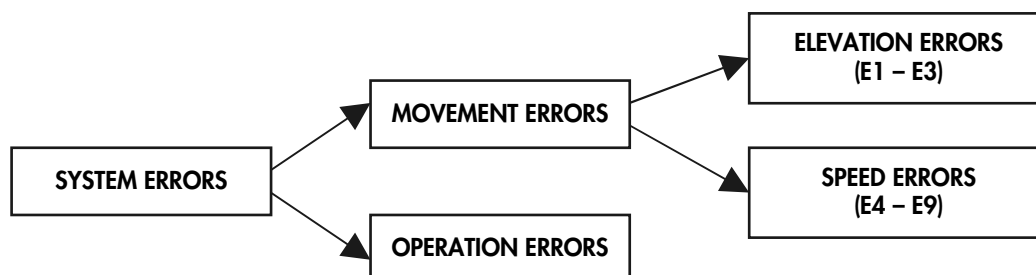 SYSTEM ERRORS
MOVEMENT ERRORS
OPERATION ERRORS
ELEVATION ERRORS
(E1 – E3)
SPEED ERRORS
(E4 – E9)